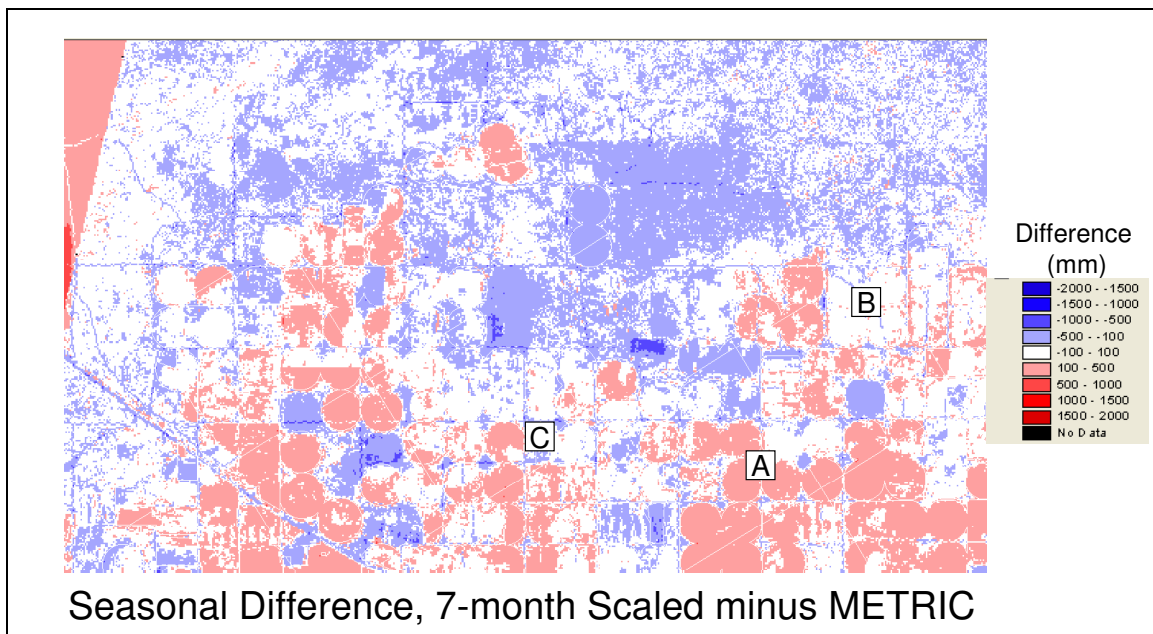 B
C
A
Difference
(mm)
-2000 - -1500
-1500 - -1000
-1000 - -500
-500 - -100
-100 - 100
100 - 500
500 - 1000
1000 - 1500
1500 - 2000
No Data
Seasonal Difference, 7-month Scaled minus METRIC